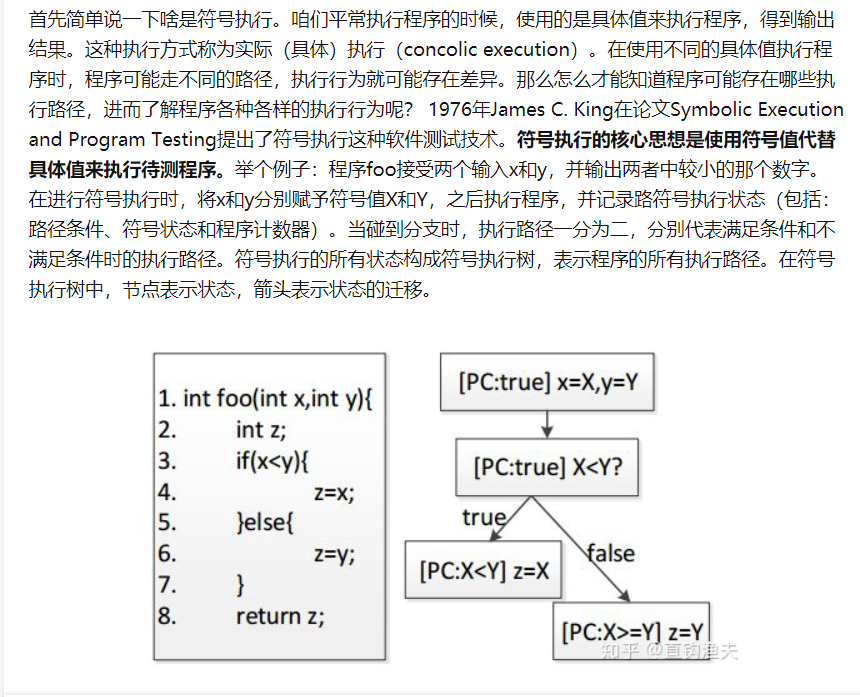 首先简单说一下啥是符号执行。咱们平常执行程序的时候，使用的是具体值来执行程序，得到输出
结果。这种执行方式称为实际（具体）执行（concolic execution）。在使用不同的具体值执行程
序时，程序可能走不同的路径，执行行为就可能存在差异。那么怎么才能知道程序可能存在哪些执
行路径，进而了解程序各种各样的执行行为呢？ 1976年James C. King在论文Symbolic Execution
and Program Testing提出了符号执行这种软件测试技术。符号执行的核心思想是使用符号值代替
具体值来执行待测程序。举个例子：程序foo接受两个输入x和y，并输出两者中较小的那个数字。
在进行符号执行时，将x和y分别赋予符号值X和Y，之后执行程序，并记录路符号执行状态（包括：
路径条件、符号状态和程序计数器）。当碰到分支时，执行路径一分为二，分别代表满足条件和不
满足条件时的执行路径。符号执行的所有状态构成符号执行树，表示程序的所有执行路径。在符号
执行树中，节点表示状态，箭头表示状态的迁移。
1. int foo(int x,int y){
2. int z;
3. if(x<y){
4. z=x;
5. }else{
6. z=y;
7. }
8. return z;
[PC:true] x=X,y=Y
[PC:true] X<Y?
true
false
[PC:X<Y] z=X
[PC:X>=Y] z=Y
知乎 @直钩渔夫